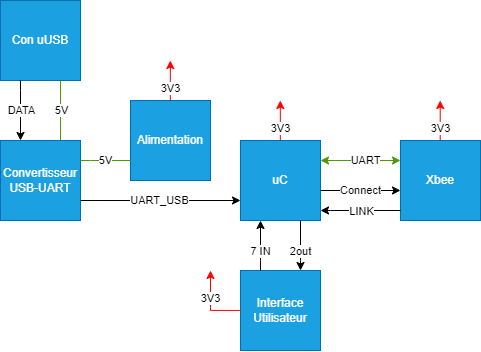 Con uUSB
DATA
5V
3V3
Alimentation
3V3
3V3
Convertisseur
USB-UART
5V
UART_USB
uC
UART
Connect
LINK
Xbee
7 IN
2out
3V3
Interface
Utilisateur